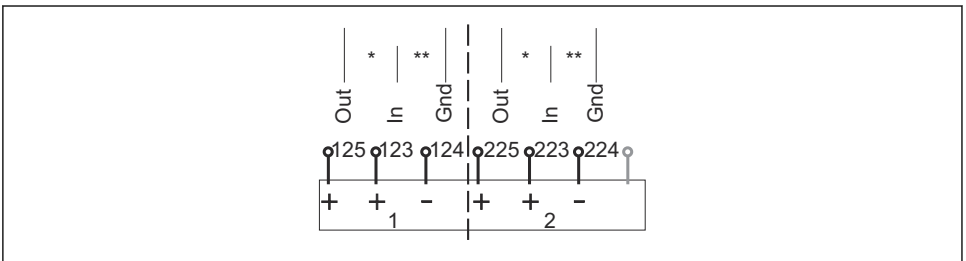 * ** * **
Out In Gnd Out In Gnd
125 123 124 225 223 224
+ + - + + -
1 2